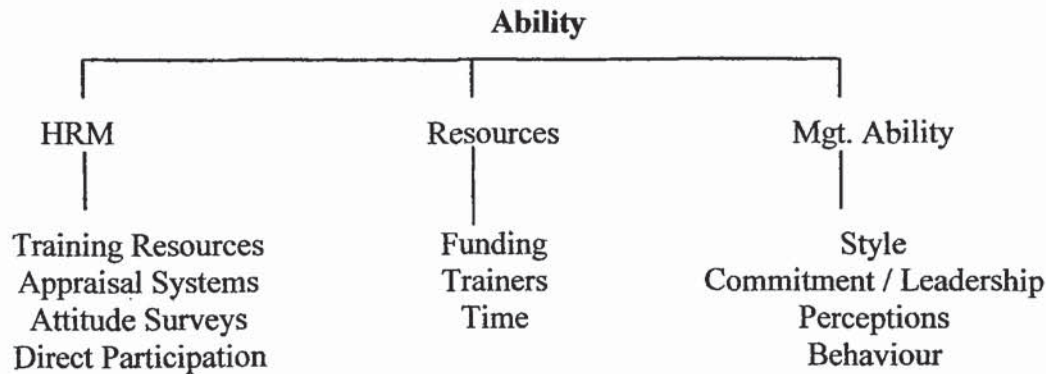 Ability
HRM
Resources
Mgt. Ability
Training Resources
Appraisal Systems
Attitude Surveys
Direct Participation
Funding
Trainers
Time
Style
Commitment / Leadership
Perceptions
Behaviour